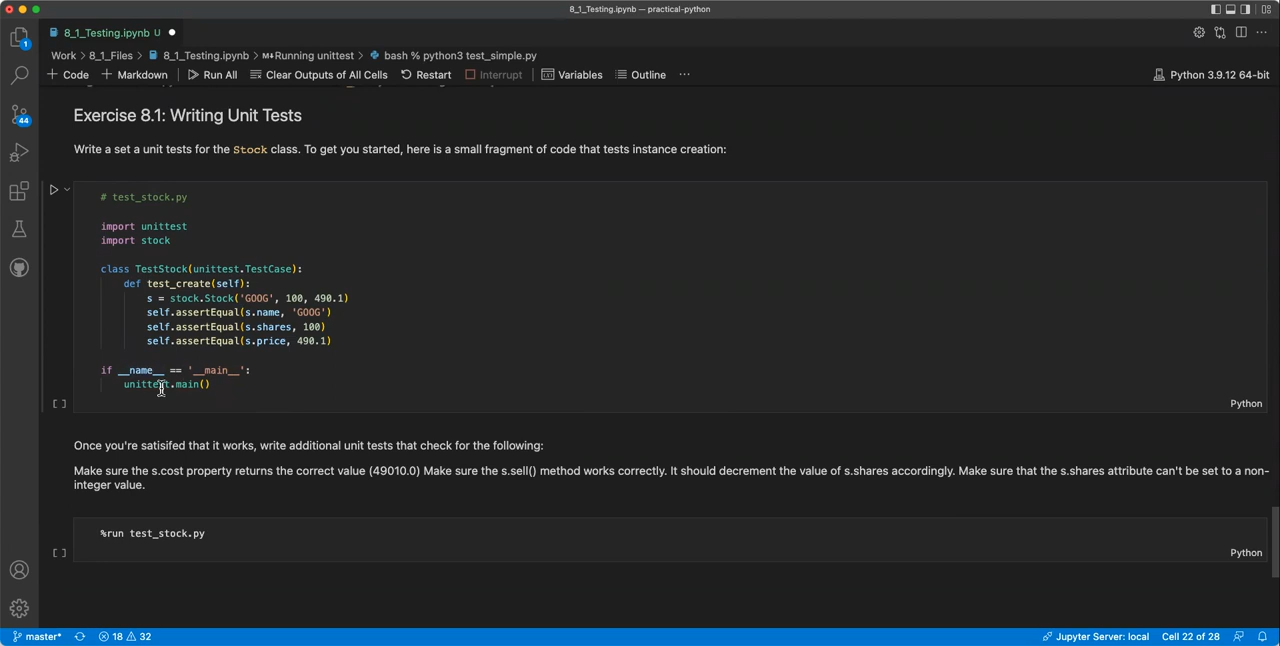 8_1_Testing.ipynb — practical-python
8_1_Testing.ipynb U
Work > 8_1_Files > 8_1_Testing.ipynb > M Running unittest > bash % python3 test_simple.py
+ Code + Markdown Run All Clear Outputs of All Cells Restart Interrupt Variables Outline ··· Python 3.9.12 64-bit
1
44
Exercise 8.1: Writing Unit Tests
Write a set a unit tests for the Stock class. To get you started, here is a small fragment of code that tests instance creation:
# test_stock.py
import unittest
import stock
class TestStock(unittest.TestCase):
def test_create(self):
s = stock.Stock('GOOG', 100, 490.1)
self.assertEqual(s.name, 'GOOG')
self.assertEqual(s.shares, 100)
self.assertEqual(s.price, 490.1)
if __name__ == '__main__':
unittest.main()
[ ] Python
Once you're satisifed that it works, write additional unit tests that check for the following:
Make sure the s.cost property returns the correct value (49010.0) Make sure the s.sell() method works correctly. It should decrement the value of s.shares accordingly. Make sure that the s.shares attribute can't be set to a non-
integer value.
%run test_stock.py
[ ] Python
master* 18 32 Jupyter Server: local Cell 22 of 28